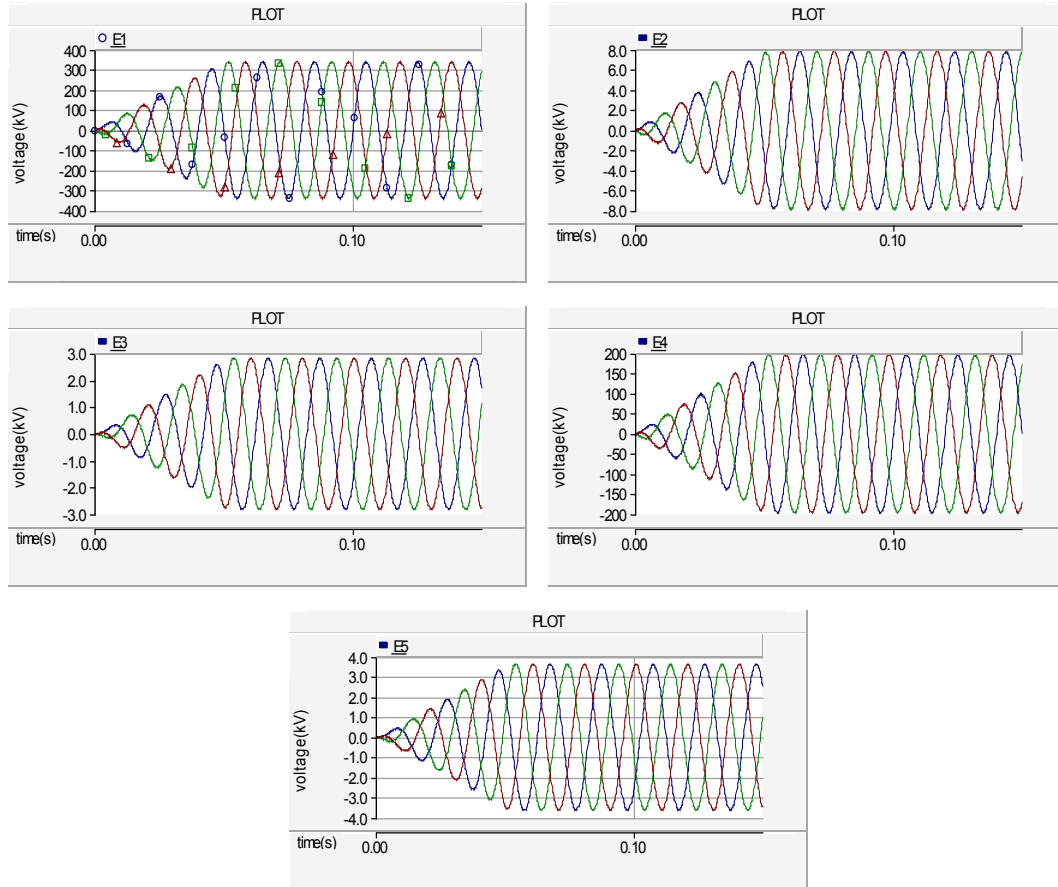 PLOT
E1
400
300
200
100
0
-100
-200
-300
-400
voltage(kV)
time(s)
0.00
0.10
PLOT
E2
8.0
6.0
4.0
2.0
0.0
-2.0
-4.0
-6.0
-8.0
voltage(kV)
time(s)
0.00
0.10
PLOT
E3
3.0
2.0
1.0
0.0
-1.0
-2.0
-3.0
voltage(kV)
time(s)
0.00
0.10
PLOT
E4
200
150
100
50
0
-50
-100
-150
-200
voltage(kV)
time(s)
0.00
0.10
PLOT
E5
4.0
3.0
2.0
1.0
0.0
-1.0
-2.0
-3.0
-4.0
voltage(kV)
time(s)
0.00
0.10